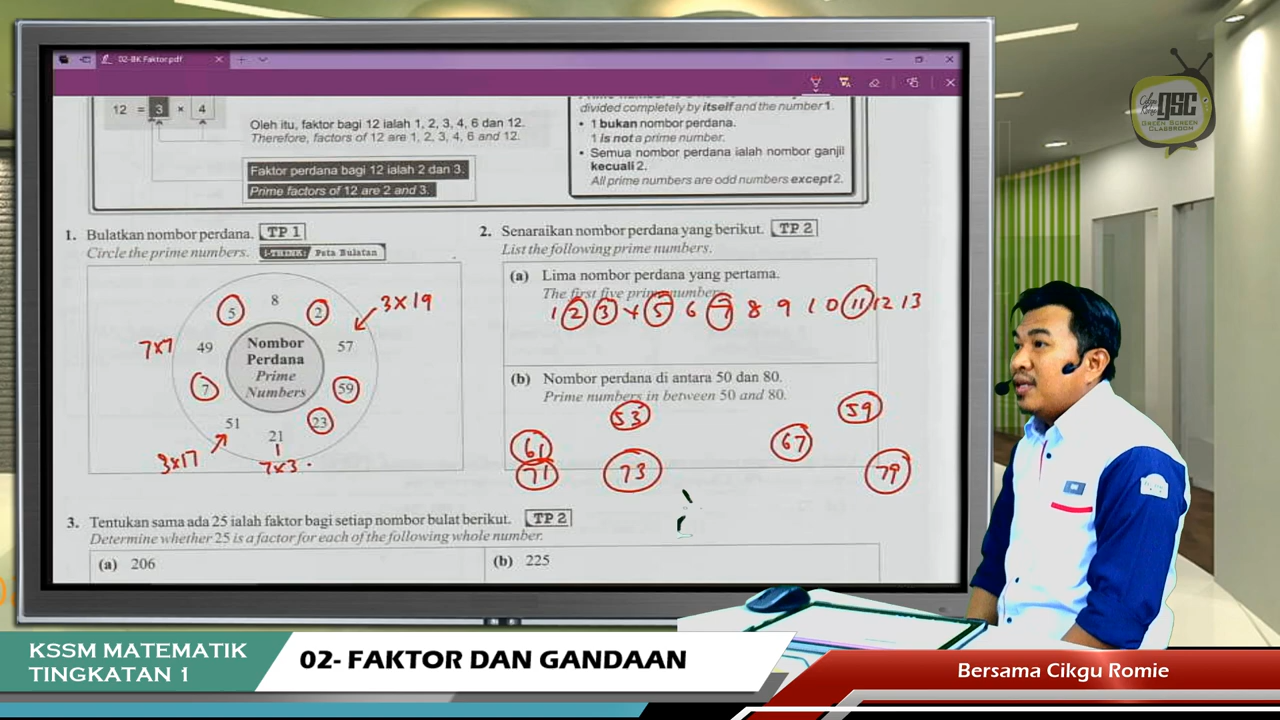 02-BK Faktor.pdf
12 = 3 × 4
divided completely by itself and the number 1.
Oleh itu, faktor bagi 12 ialah 1, 2, 3, 4, 6 dan 12.
Therefore, factors of 12 are 1, 2, 3, 4, 6 and 12.
• 1 bukan nombor perdana.
1 is not a prime number.
• Semua nombor perdana ialah nombor ganjil
kecuali 2.
All prime numbers are odd numbers except 2.
Faktor perdana bagi 12 ialah 2 dan 3.
Prime factors of 12 are 2 and 3.
GSC
GREEN SCREEN
CLASSROOM
1. Bulatkan nombor perdana. TP 1
Circle the prime numbers. i-THINK Peta Bulatan
8
5
2
3×19
7×7
49
57
Nombor
Perdana
Prime
Numbers
7
59
51
23
21
3×17
7×3
2. Senaraikan nombor perdana yang berikut. TP 2
List the following prime numbers.
(a) Lima nombor perdana yang pertama.
The first five prime numbers.
1 2 3 4 5 6 7 8 9 10 11 12 13
(b) Nombor perdana di antara 50 dan 80.
Prime numbers in between 50 and 80.
53
59
61
67
71
73
79
3. Tentukan sama ada 25 ialah faktor bagi setiap nombor bulat berikut. TP 2
Determine whether 25 is a factor for each of the following whole number.
(a) 206
(b) 225
KSSM MATEMATIK
TINGKATAN 1
02- FAKTOR DAN GANDAAN
Bersama Cikgu Romie